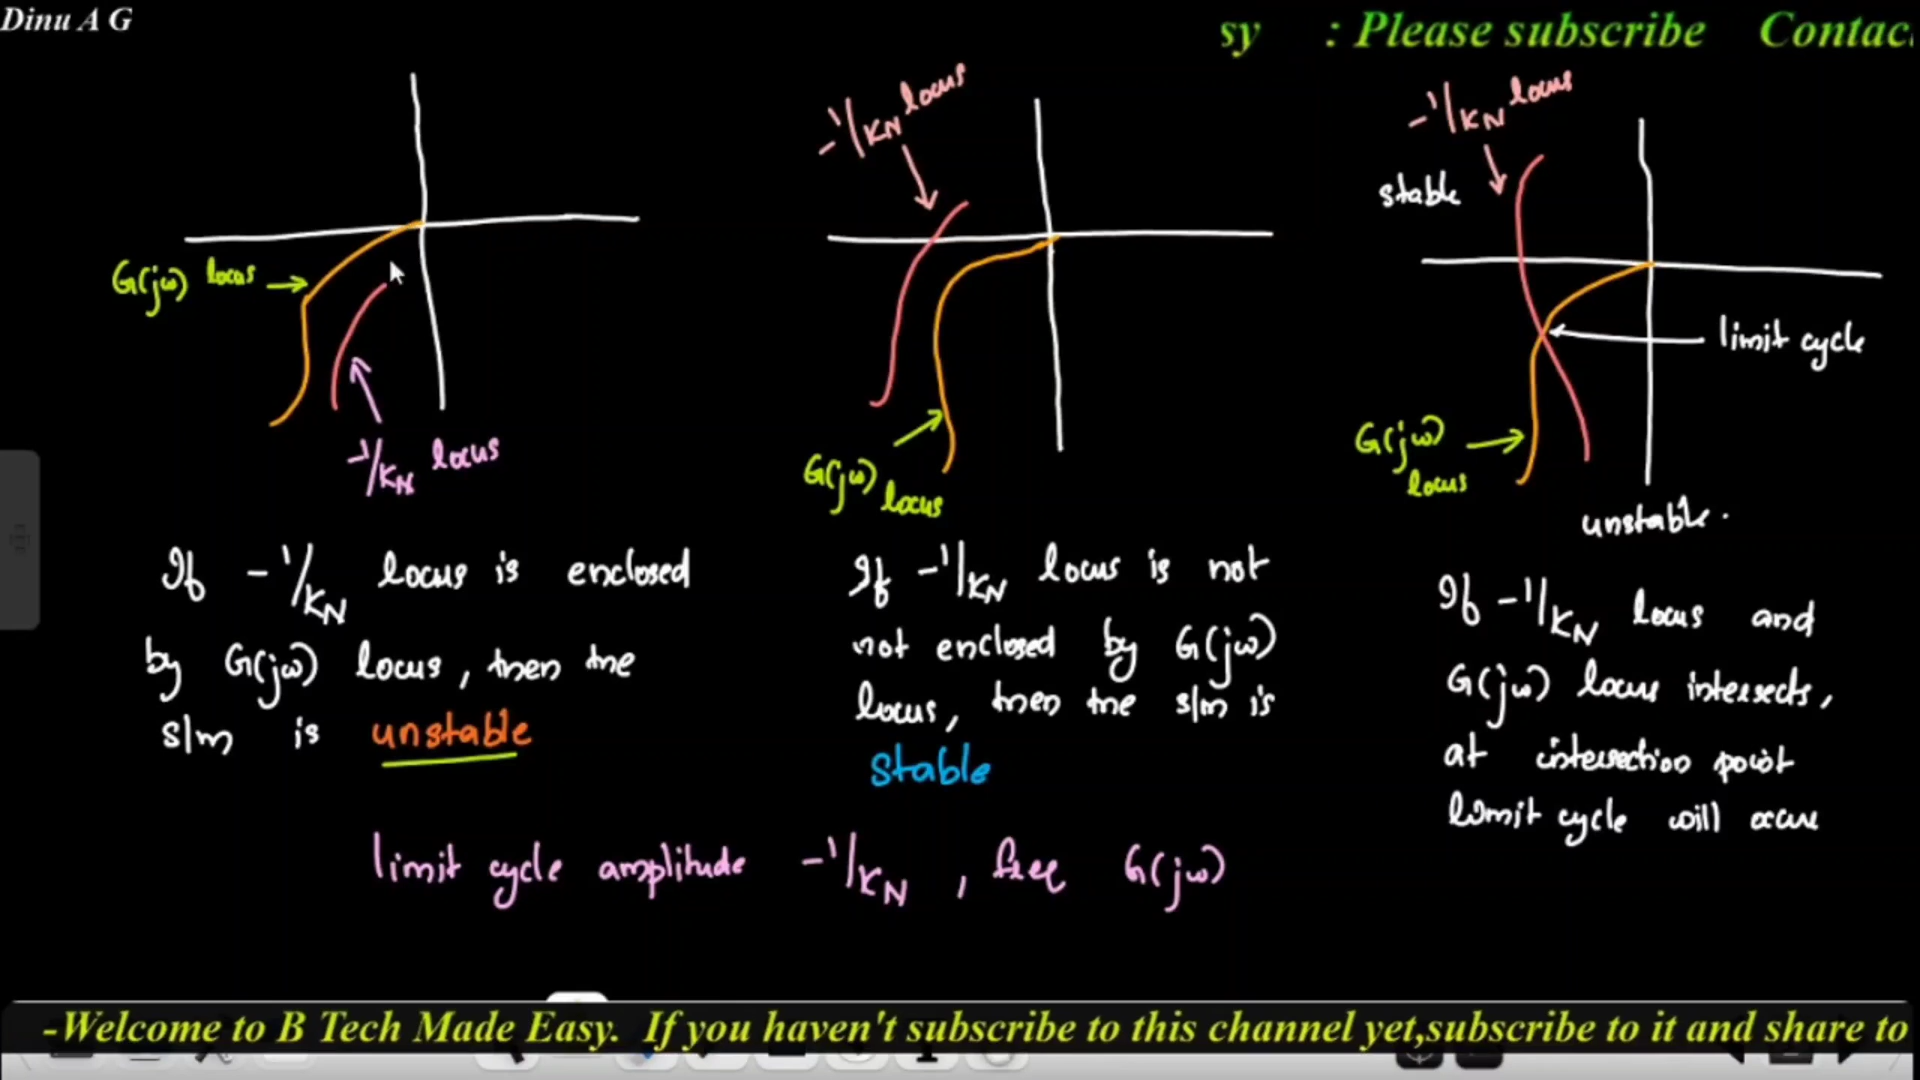 Dinu A G
sy : Please subscribe Contac
-1/KN locus
G(jω) locus
-1/KN locus
G(jω) locus
-1/KN locus
stable
limit cycle
G(jω) locus
unstable.
If -1/KN locus is enclosed
by G(jω) locus, then the
s/m is unstable
If -1/KN locus is not
not enclosed by G(jω)
locus, then the s/m is
stable
If -1/KN locus and
G(jω) locus intersects,
at intersection point
limit cycle will occur
limit cycle amplitude -1/KN, freq G(jω)
-Welcome to B Tech Made Easy. If you haven't subscribe to this channel yet,subscribe to it and share to